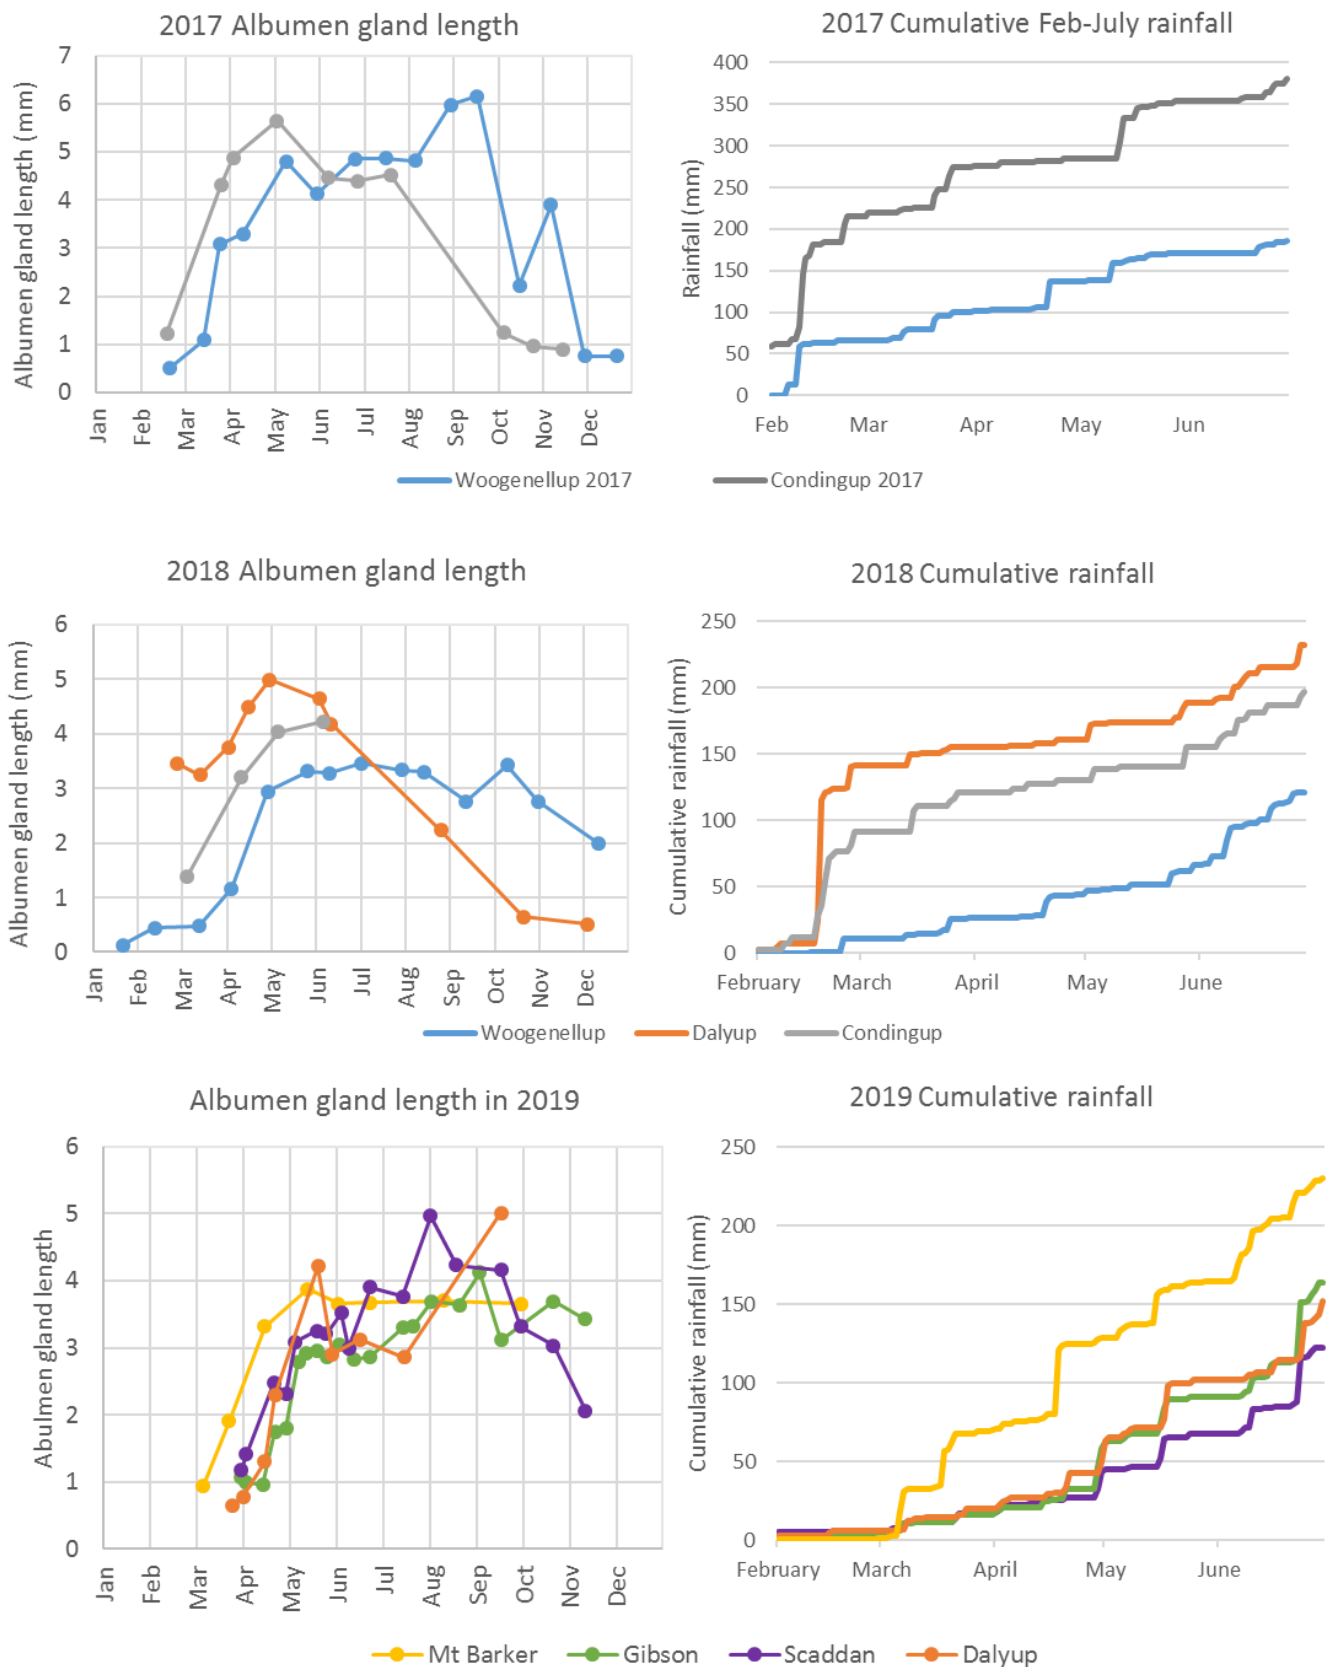 2017 Albumen gland length
Albumen gland length (mm)
7
6
5
4
3
2
1
0
Jan Feb Mar Apr May Jun Jul Aug Sep Oct Nov Dec
2017 Cumulative Feb-July rainfall
Rainfall (mm)
400
350
300
250
200
150
100
50
0
Feb Mar Apr May Jun
Woogenellup 2017 Condingup 2017
2018 Albumen gland length
Albumen gland length (mm)
6
5
4
3
2
1
0
Jan Feb Mar Apr May Jun Jul Aug Sep Oct Nov Dec
2018 Cumulative rainfall
Cumulative rainfall (mm)
250
200
150
100
50
0
February March April May June
Woogenellup Dalyup Condingup
Albumen gland length in 2019
Abulmen gland length
6
5
4
3
2
1
0
Jan Feb Mar Apr May Jun Jul Aug Sep Oct Nov Dec
2019 Cumulative rainfall
Cumulative rainfall (mm)
250
200
150
100
50
0
February March April May June
Mt Barker Gibson Scaddan Dalyup